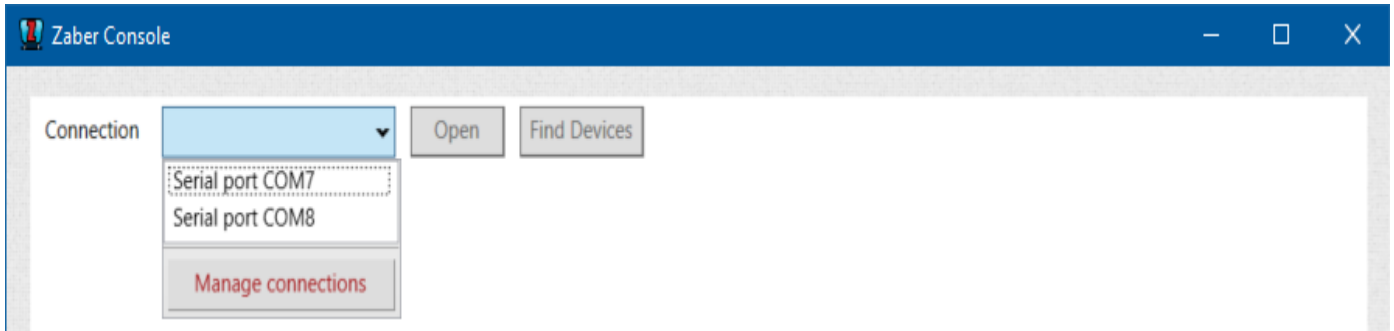 Zaber Console
Connection Open Find Devices
Serial port COM7
Serial port COM8
Manage connections